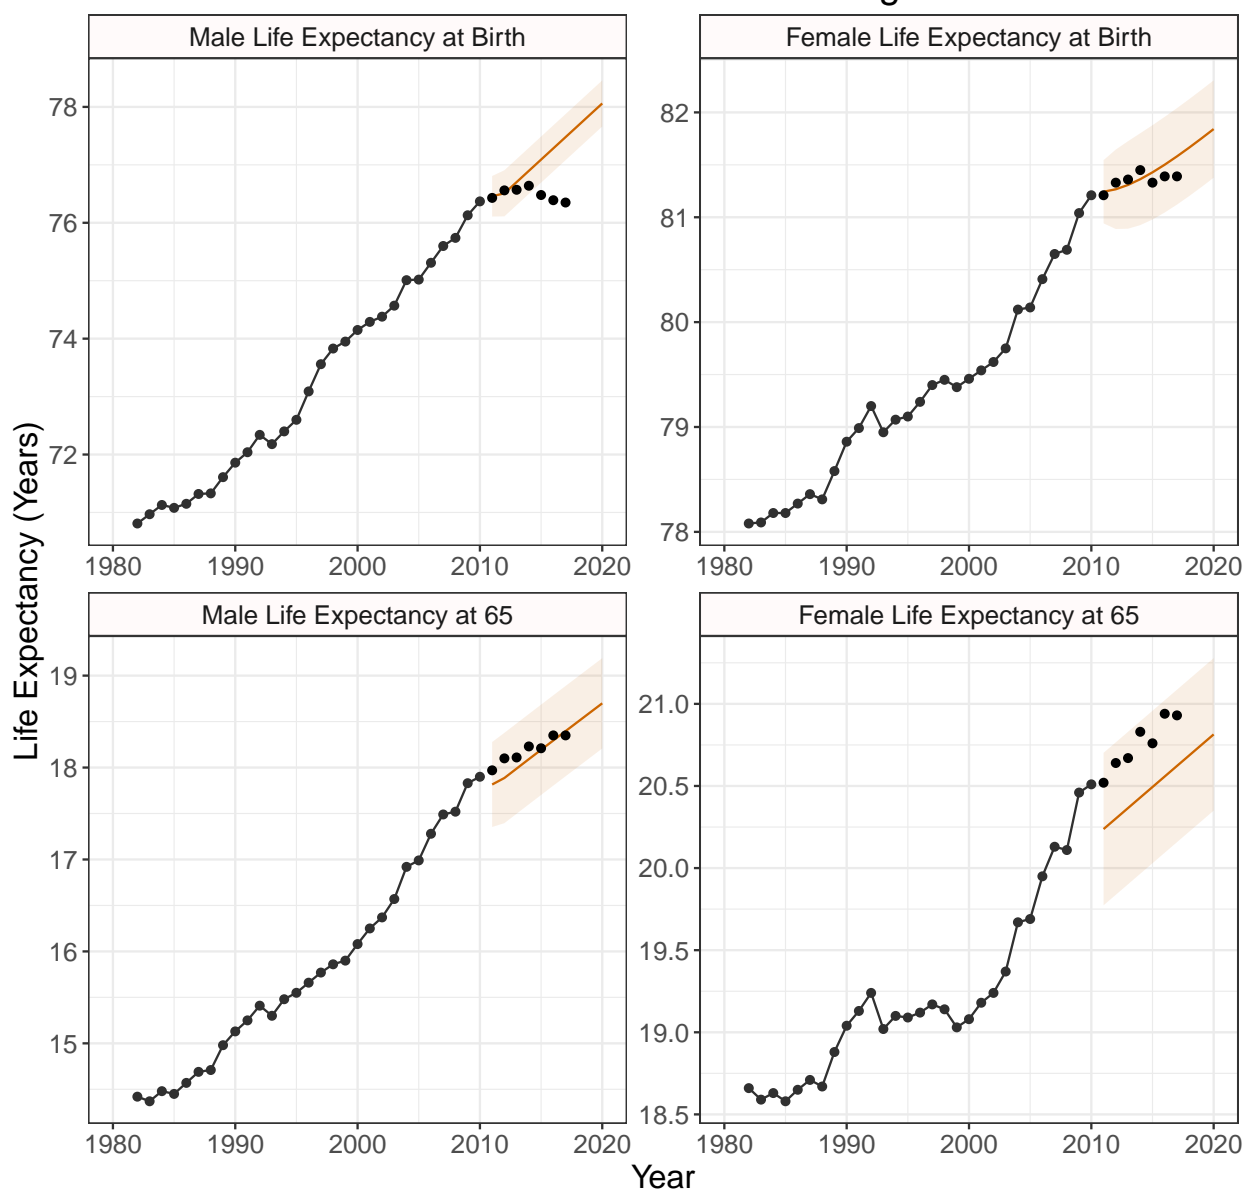 Male Life Expectancy at Birth
Female Life Expectancy at Birth
78
76
74
72
1980 1990 2000 2010 2020
82
81
80
79
78
1980 1990 2000 2010 2020
Male Life Expectancy at 65
Female Life Expectancy at 65
19
18
17
16
15
1980 1990 2000 2010 2020
21.0
20.5
20.0
19.5
19.0
18.5
1980 1990 2000 2010 2020
Life Expectancy (Years)
Year